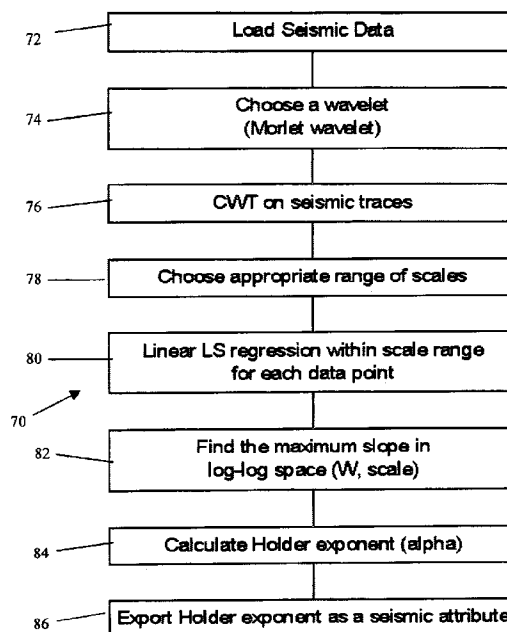 72
Load Seismic Data
74
Choose a wavelet
(Morlet wavelet)
76
CWT on seismic traces
78
Choose appropriate range of scales
80
Linear LS regression within scale range
for each data point
70
82
Find the maximum slope in
log-log space (W, scale)
84
Calculate Holder exponent (alpha)
86
Export Holder exponent as a seismic attribute